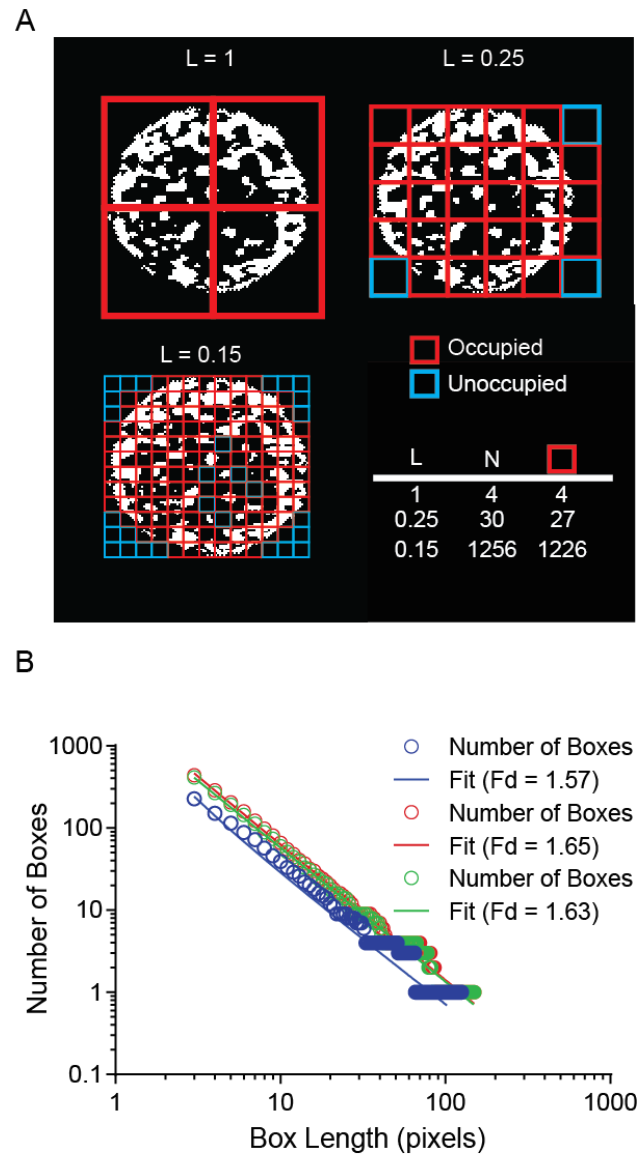 A
L = 1
L = 0.25
L = 0.15
Occupied
Unoccupied
L N
1 4 4
0.25 30 27
0.15 1256 1226
B
Number of Boxes
1000
100
10
1
0.1
Number of Boxes
Fit (Fd = 1.57)
Number of Boxes
Fit (Fd = 1.65)
Number of Boxes
Fit (Fd = 1.63)
1 10 100 1000
Box Length (pixels)